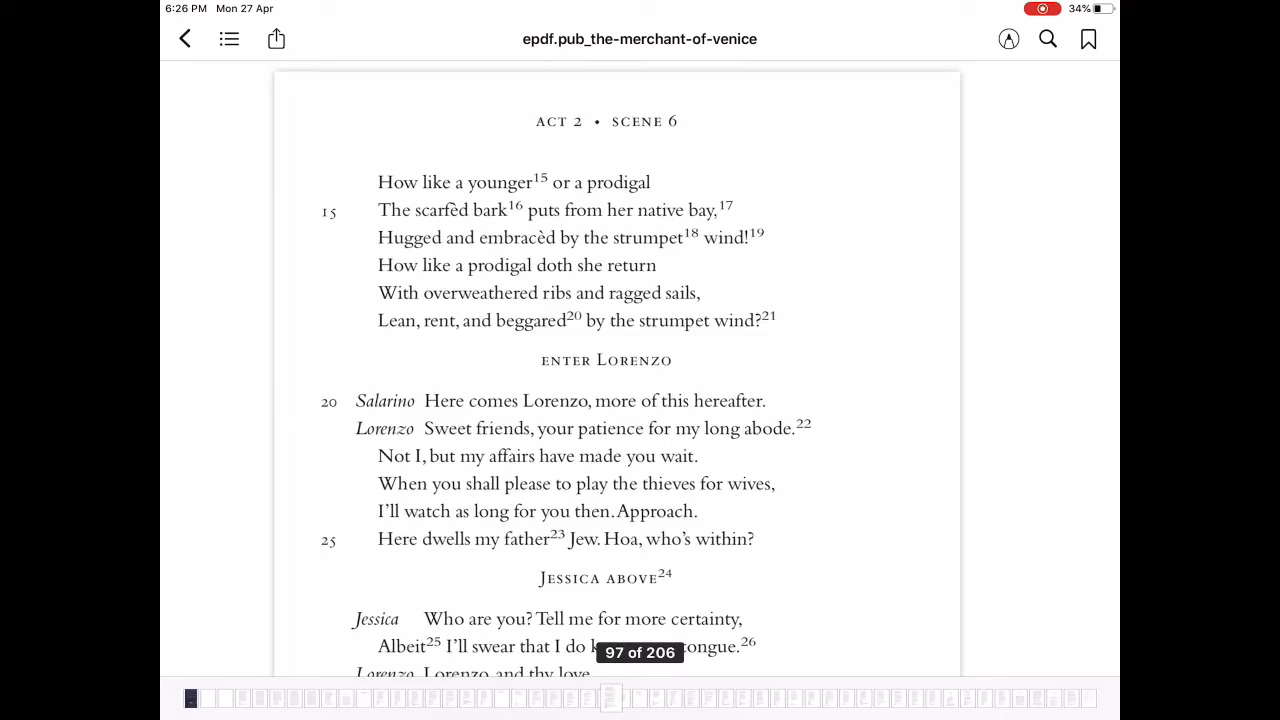 6:26 PM Mon 27 Apr 34%
epdf.pub_the-merchant-of-venice
ACT 2 • SCENE 6
How like a younger15 or a prodigal
15 The scarfèd bark16 puts from her native bay,17
Hugged and embracèd by the strumpet18 wind!19
How like a prodigal doth she return
With overweathered ribs and ragged sails,
Lean, rent, and beggared20 by the strumpet wind?21
ENTER LORENZO
20 Salarino Here comes Lorenzo, more of this hereafter.
Lorenzo Sweet friends, your patience for my long abode.22
Not I, but my affairs have made you wait.
When you shall please to play the thieves for wives,
I'll watch as long for you then. Approach.
25 Here dwells my father23 Jew. Hoa, who's within?
JESSICA ABOVE24
Jessica Who are you? Tell me for more certainty,
Albeit25 I'll swear that I do tongue.26
97 of 206
Lorenzo Lorenzo, and thy love.